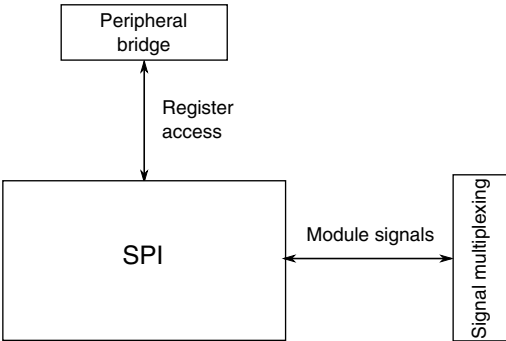 Peripheral
bridge
Register
access
SPI
Module signals
Signal multiplexing